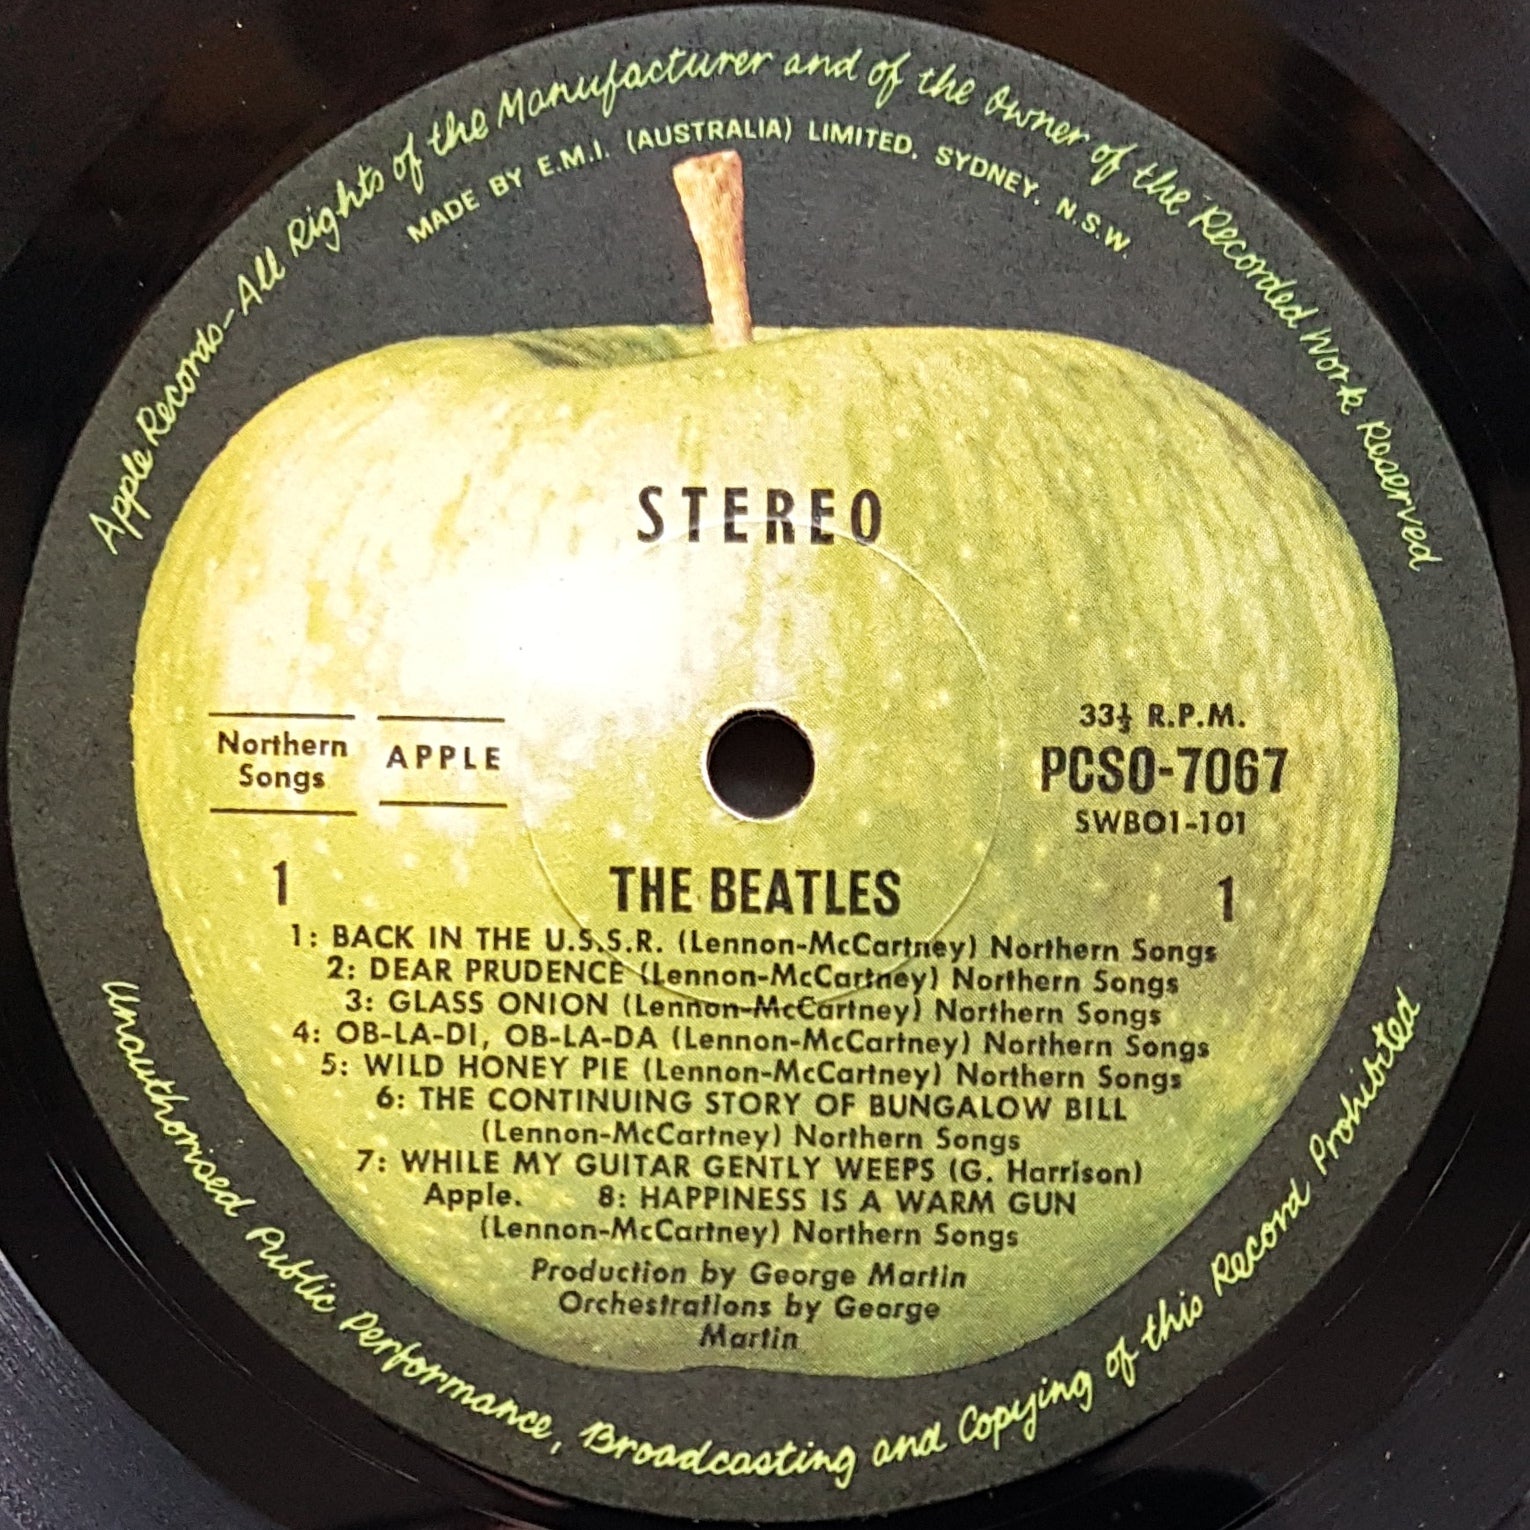 Apple Records-All Rights of the Manufacturer and of the Owner of the Recorded Work Reserved
MADE BY E.M.I. (AUSTRALIA) LIMITED. SYDNEY. N.S.W.
STEREO
Northern
Songs
APPLE
33⅓ R.P.M.
PCSO-7067
SWBO1-101
1
THE BEATLES
1
1: BACK IN THE U.S.S.R. (Lennon-McCartney) Northern Songs
2: DEAR PRUDENCE (Lennon-McCartney) Northern Songs
3: GLASS ONION (Lennon-McCartney) Northern Songs
4: OB-LA-DI, OB-LA-DA (Lennon-McCartney) Northern Songs
5: WILD HONEY PIE (Lennon-McCartney) Northern Songs
6: THE CONTINUING STORY OF BUNGALOW BILL
(Lennon-McCartney) Northern Songs
7: WHILE MY GUITAR GENTLY WEEPS (G. Harrison)
Apple. 8: HAPPINESS IS A WARM GUN
(Lennon-McCartney) Northern Songs
Production by George Martin
Orchestrations by George
Martin
Unauthorised Public Performance, Broadcasting and Copying of this Record Prohibited